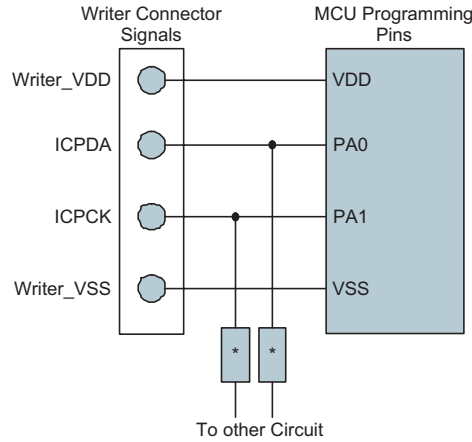 Writer Connector
Signals
MCU Programming
Pins
Writer_VDD
VDD
ICPDA
PA0
ICPCK
PA1
Writer_VSS
VSS
*
*
To other Circuit